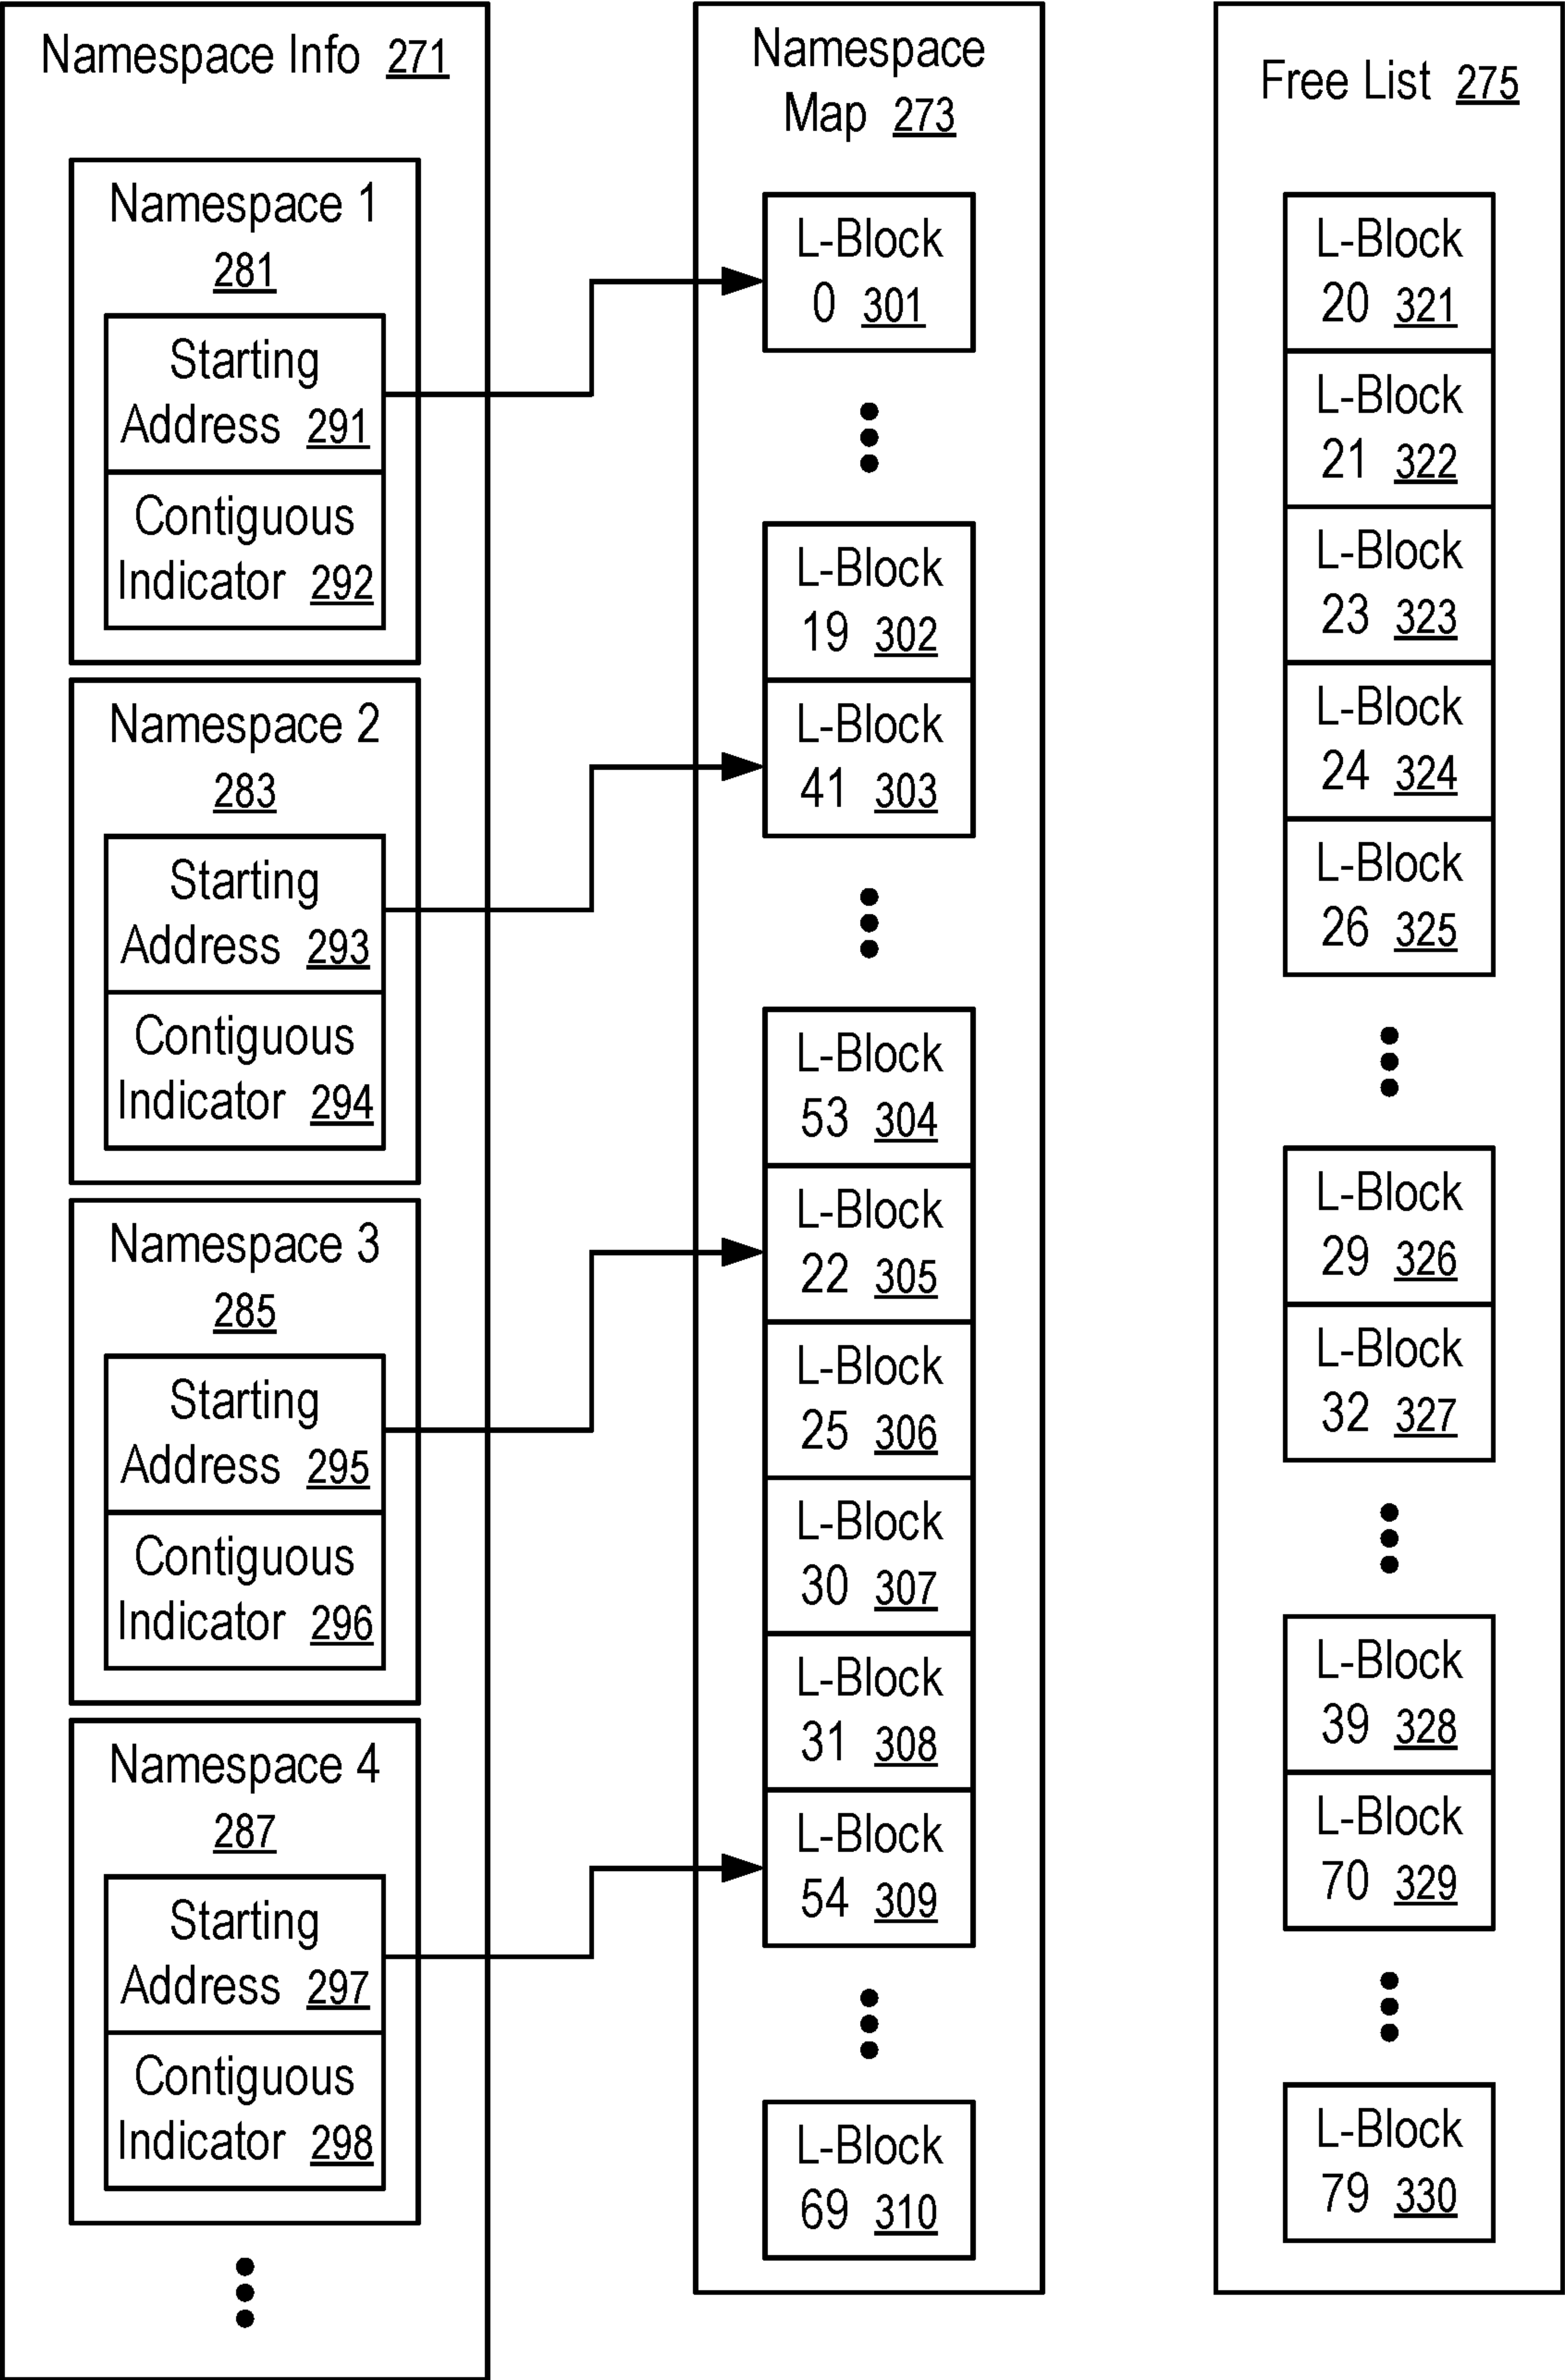 Namespace Info 271
Namespace 1
281
Starting
Address 291
Contiguous
Indicator 292
Namespace 2
283
Starting
Address 293
Contiguous
Indicator 294
Namespace 3
285
Starting
Address 295
Contiguous
Indicator 296
Namespace 4
287
Starting
Address 297
Contiguous
Indicator 298
Namespace
Map 273
L-Block
0 301
L-Block
19 302
L-Block
41 303
L-Block
53 304
L-Block
22 305
L-Block
25 306
L-Block
30 307
L-Block
31 308
L-Block
54 309
L-Block
69 310
Free List 275
L-Block
20 321
L-Block
21 322
L-Block
23 323
L-Block
24 324
L-Block
26 325
L-Block
29 326
L-Block
32 327
L-Block
39 328
L-Block
70 329
L-Block
79 330